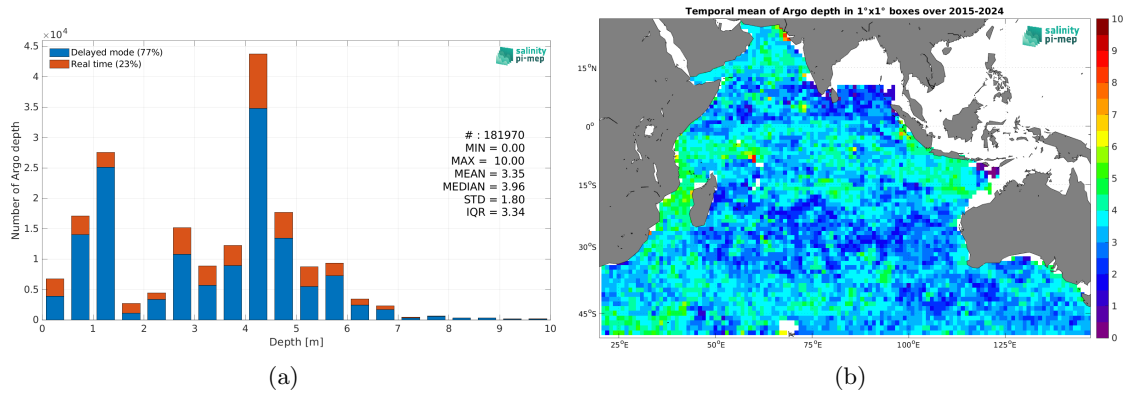 ×10⁴
4.5
4
3.5
3
2.5
2
1.5
1
0.5
0
Number of Argo depth
Delayed mode (77%)
Real time (23%)
salinity
pi-mep
# : 181970
MIN = 0.00
MAX = 10.00
MEAN = 3.35
MEDIAN = 3.96
STD = 1.80
IQR = 3.34
0 1 2 3 4 5 6 7 8 9 10
Depth [m]
(a)
Temporal mean of Argo depth in 1°x1° boxes over 2015-2024
salinity
pi-mep
15°N
0°
15°S
30°S
45°S
25°E 50°E 75°E 100°E 125°E
10
9
8
7
6
5
4
3
2
1
0
(b)